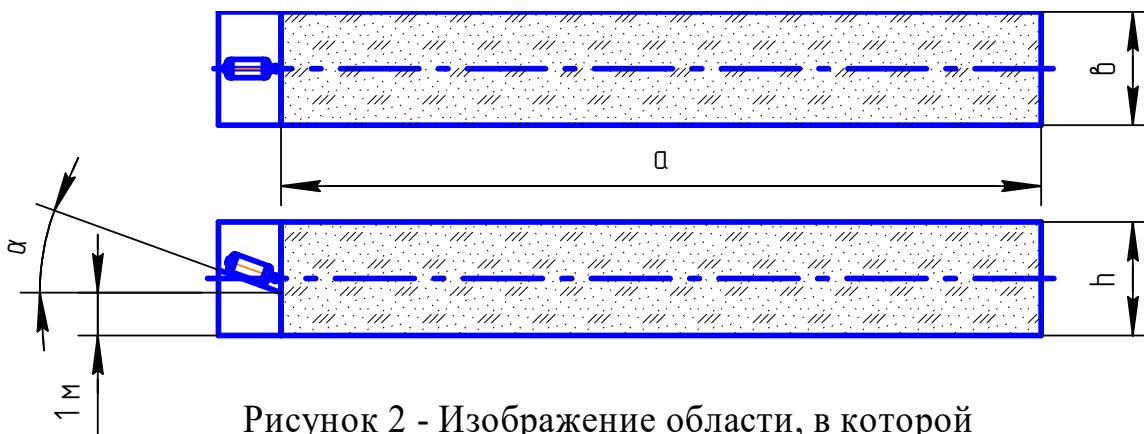 в
a
α
h
1 м
Рисунок 2 - Изображение области, в которой